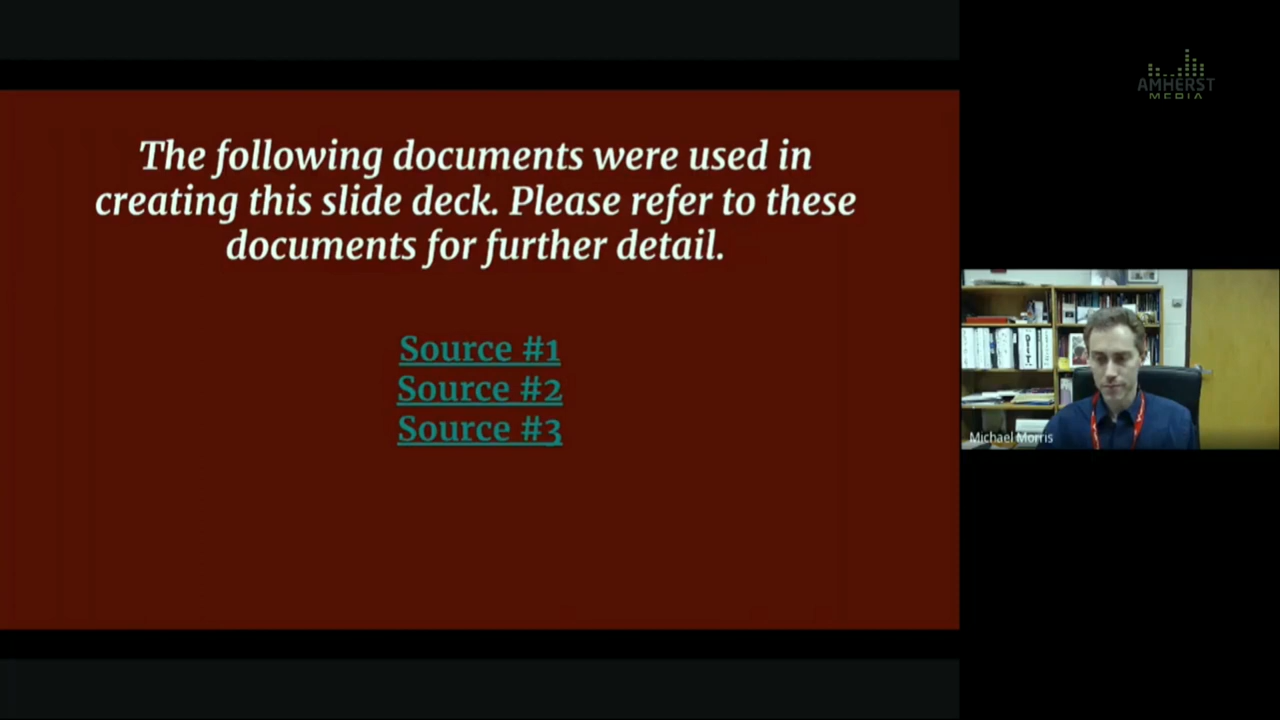 The following documents were used in
creating this slide deck. Please refer to these
documents for further detail.
Source #1
Source #2
Source #3
AMHERST
MEDIA
Michael Morris